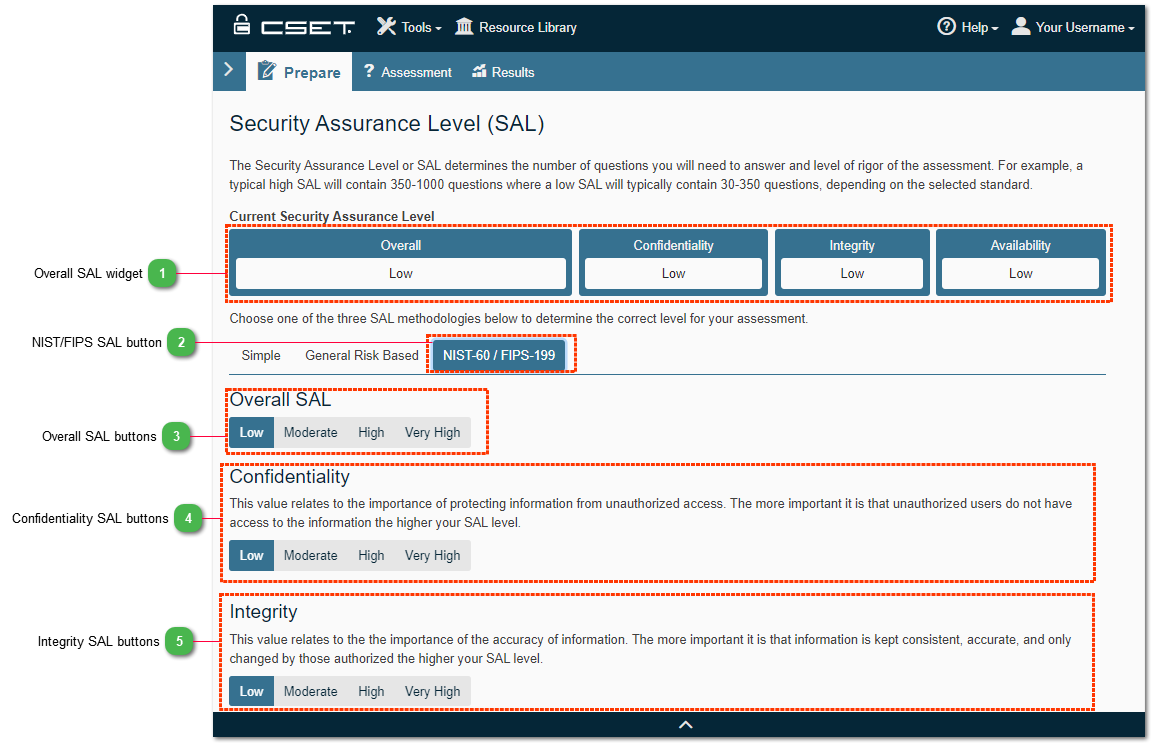 CSET
Tools
Resource Library
Help
Your Username
Prepare
Assessment
Results
Security Assurance Level (SAL)
The Security Assurance Level or SAL determines the number of questions you will need to answer and level of rigor of the assessment. For example, a
typical high SAL will contain 350-1000 questions where a low SAL will typically contain 30-350 questions, depending on the selected standard.
Current Security Assurance Level
Overall
Confidentiality
Integrity
Availability
Overall SAL widget 1
Low
Low
Low
Low
Choose one of the three SAL methodologies below to determine the correct level for your assessment.
NIST/FIPS SAL button 2
Simple
General Risk Based
NIST-60 / FIPS-199
Overall SAL
Overall SAL buttons 3
Low
Moderate
High
Very High
Confidentiality
This value relates to the importance of protecting information from unauthorized access. The more important it is that unauthorized users do not have
access to the information the higher your SAL level.
Confidentiality SAL buttons 4
Low
Moderate
High
Very High
Integrity
This value relates to the the importance of the accuracy of information. The more important it is that information is kept consistent, accurate, and only
changed by those authorized the higher your SAL level.
Integrity SAL buttons 5
Low
Moderate
High
Very High